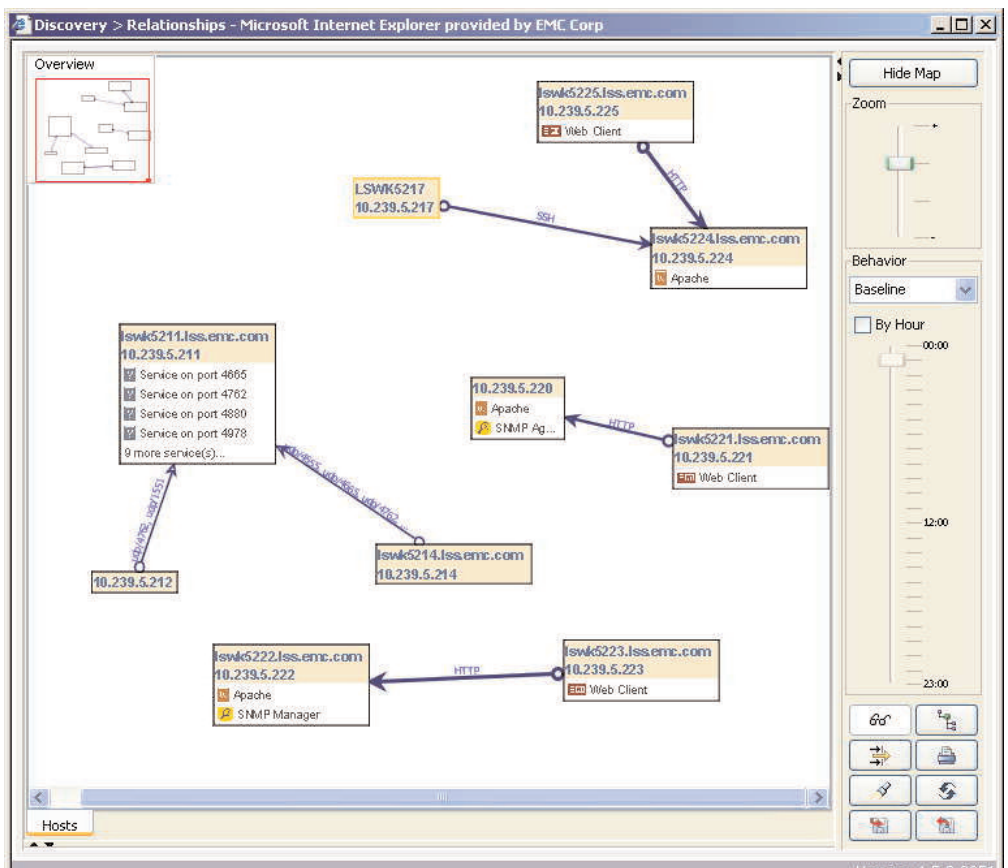 Discovery > Relationships - Microsoft Internet Explorer provided by EMC Corp
Overview
lswk5225.lss.emc.com
10.239.5.225
Web Client
HTTP
LSWK5217
10.239.5.217
SSH
lswk5224.lss.emc.com
10.239.5.224
Apache
lswk5211.lss.emc.com
10.239.5.211
Service on port 4665
Service on port 4762
Service on port 4880
Service on port 4978
9 more service(s)...
10.239.5.220
Apache
SNMP Ag...
HTTP
lswk5221.lss.emc.com
10.239.5.221
Web Client
udp/4762, udp/1551
10.239.5.212
lswk5214.lss.emc.com
10.239.5.214
lswk5222.lss.emc.com
10.239.5.222
Apache
SNMP Manager
HTTP
lswk5223.lss.emc.com
10.239.5.223
Web Client
Hosts
Hide Map
Zoom
+
-
Behavior
Baseline
By Hour
00:00
12:00
23:00